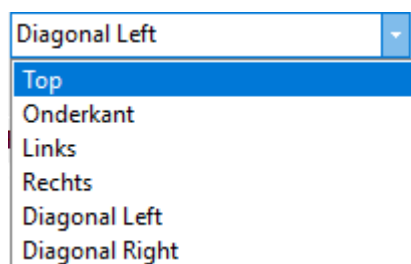 Diagonal Left
Top
Onderkant
Links
Rechts
Diagonal Left
Diagonal Right